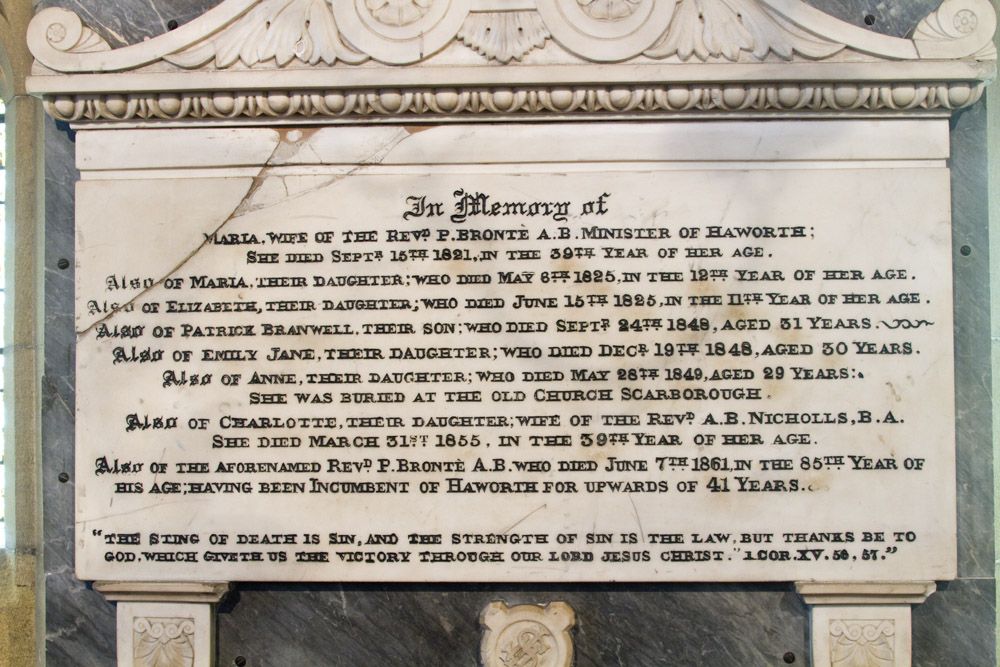 In Memory of
MARIA, WIFE OF THE REVD. P. BRONTË A.B. MINISTER OF HAWORTH;
SHE DIED SEPTR. 15TH 1821, IN THE 39TH YEAR OF HER AGE.
Also OF MARIA, THEIR DAUGHTER; WHO DIED MAY 6TH 1825, IN THE 12TH YEAR OF HER AGE.
Also OF ELIZABETH, THEIR DAUGHTER; WHO DIED JUNE 15TH 1825, IN THE 11TH YEAR OF HER AGE.
Also OF PATRICK BRANWELL, THEIR SON; WHO DIED SEPTR. 24TH 1848, AGED 31 YEARS.
Also OF EMILY JANE, THEIR DAUGHTER; WHO DIED DECR. 19TH 1848, AGED 30 YEARS.
Also OF ANNE, THEIR DAUGHTER; WHO DIED MAY 28TH 1849, AGED 29 YEARS:.
SHE WAS BURIED AT THE OLD CHURCH SCARBOROUGH.
Also OF CHARLOTTE, THEIR DAUGHTER; WIFE OF THE REVD. A.B. NICHOLLS, B.A.
SHE DIED MARCH 31ST 1855, IN THE 39TH YEAR OF HER AGE.
Also OF THE AFORENAMED REVD. P. BRONTË A.B. WHO DIED JUNE 7TH 1861, IN THE 85TH YEAR OF
HIS AGE; HAVING BEEN INCUMBENT OF HAWORTH FOR UPWARDS OF 41 YEARS.
"THE STING OF DEATH IS SIN, AND THE STRENGTH OF SIN IS THE LAW, BUT THANKS BE TO
GOD, WHICH GIVETH US THE VICTORY THROUGH OUR LORD JESUS CHRIST." 1.COR.XV. 56, 57."